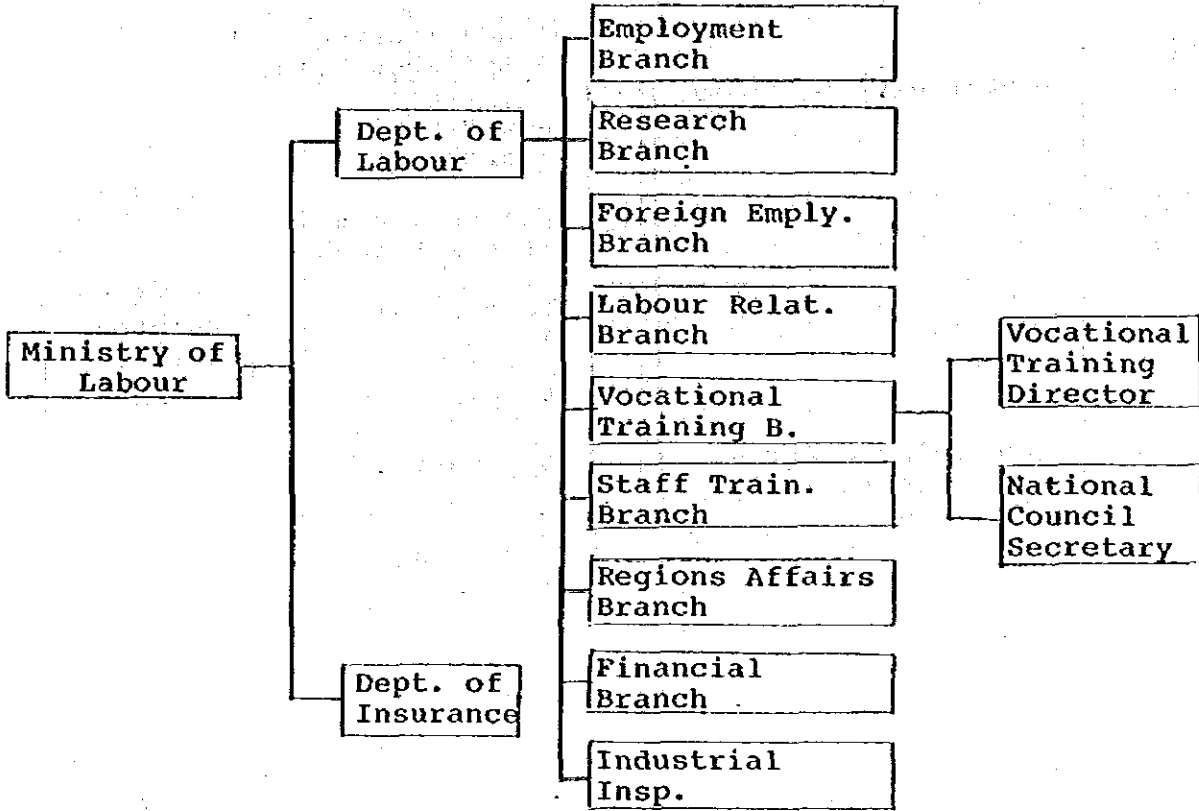 Ministry of
Labour
Dept. of
Labour
Dept. of
Insurance
Employment
Branch
Research
Branch
Foreign Emply.
Branch
Labour Relat.
Branch
Vocational
Training B.
Staff Train.
Branch
Regions Affairs
Branch
Financial
Branch
Industrial
Insp.
Vocational
Training
Director
National
Council
Secretary